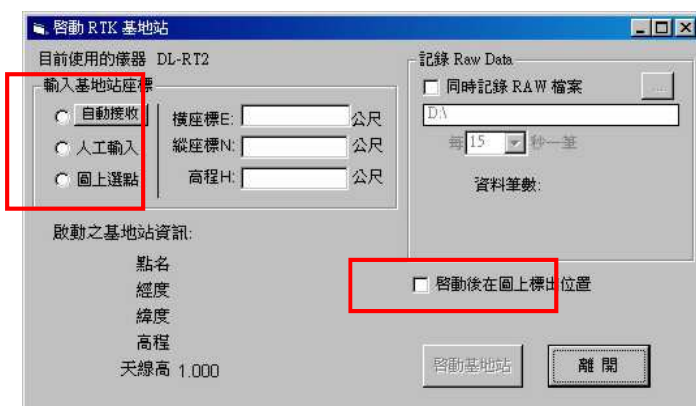 啓動 RTK 基地站
目前使用的儀器 DL-RT2
輸入基地站座標
自動接收
人工輸入
圖上選點
橫座標E: 公尺
縱座標N: 公尺
高程H: 公尺
啟動之基地站資訊:
點名
經度
緯度
高程
天線高 1.000
記錄 Raw Data
同時記錄 RAW 檔案
...
D:\
每 15 秒一筆
資料筆數:
啓動後在圖上標出位置
啓動基地站
離 開